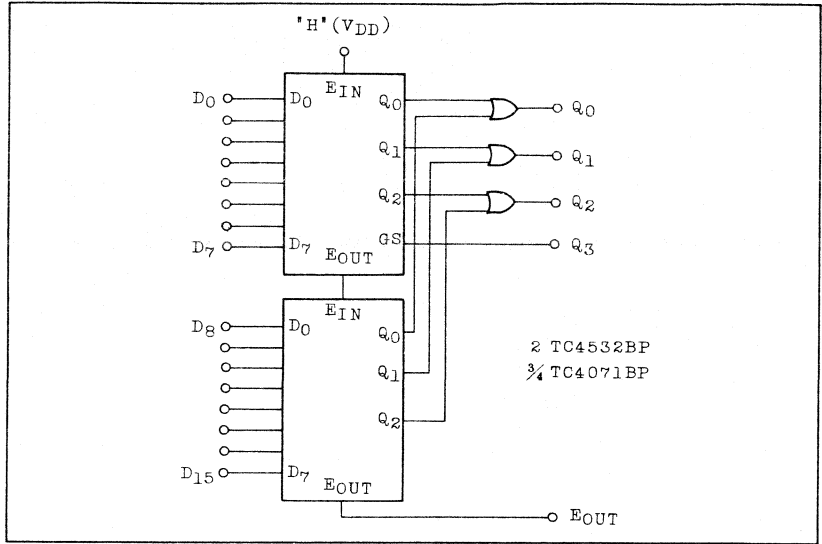 "H"(VDD)
EIN
D0 D0 Q0 Q0
Q1 Q1
Q2 Q2
D7 D7 GS Q3
EOUT
EIN
D8 D0 Q0
Q1
Q2
2 TC4532BP
¾ TC4071BP
D15 D7
EOUT
EOUT